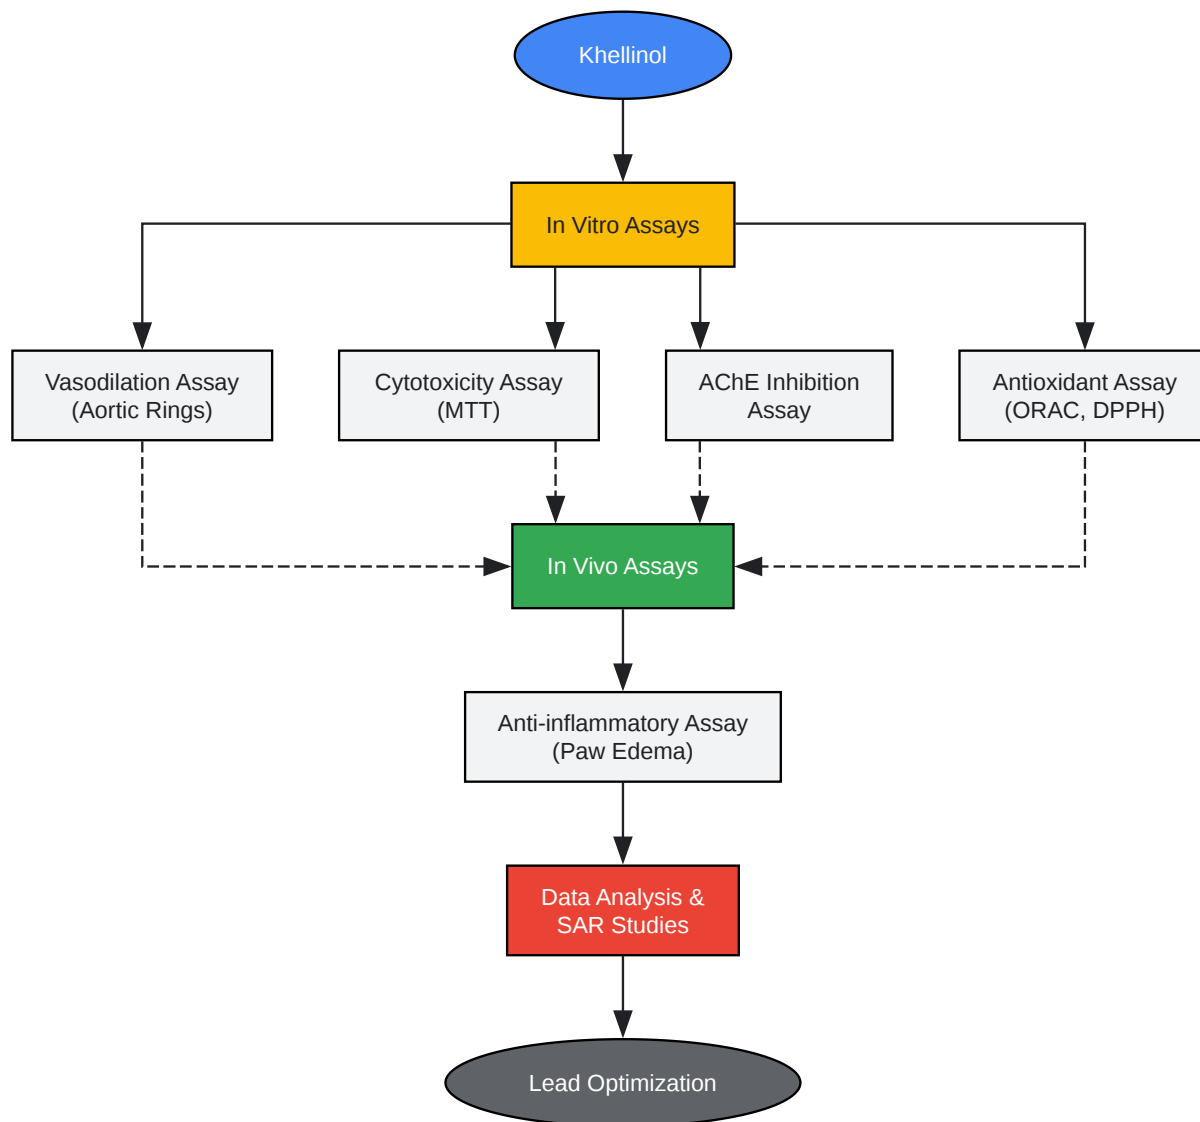 Khellinol
In Vitro Assays
Vasodilation Assay
(Aortic Rings)
Cytotoxicity Assay
(MTT)
AChE Inhibition
Assay
Antioxidant Assay
(ORAC, DPPH)
In Vivo Assays
Anti-inflammatory Assay
(Paw Edema)
Data Analysis &
SAR Studies
Lead Optimization